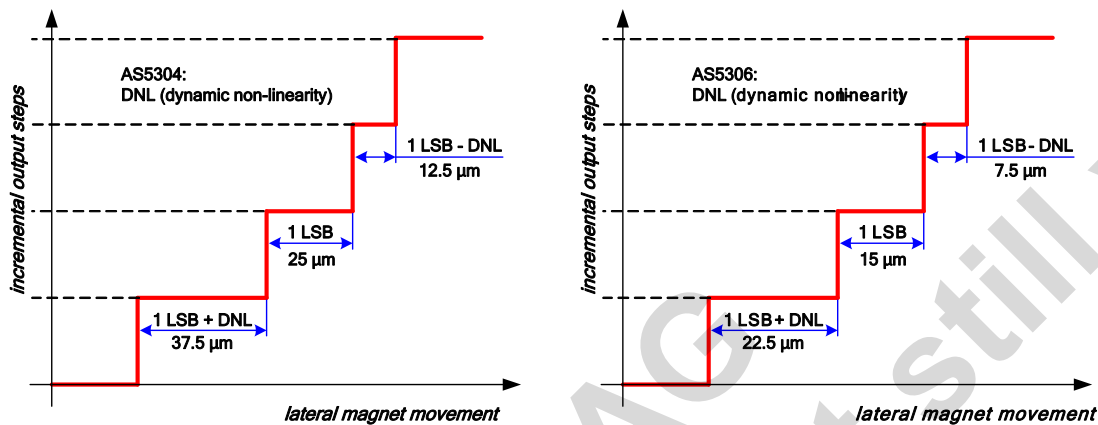 AS5304:
DNL (dynamic non-linearity)
1 LSB - DNL
12.5 µm
1 LSB
25 µm
1 LSB + DNL
37.5 µm
incremental output steps
lateral magnet movement
AS5306:
DNL (dynamic non-linearity)
1 LSB - DNL
7.5 µm
1 LSB
15 µm
1 LSB + DNL
22.5 µm
incremental output steps
lateral magnet movement
AG
still